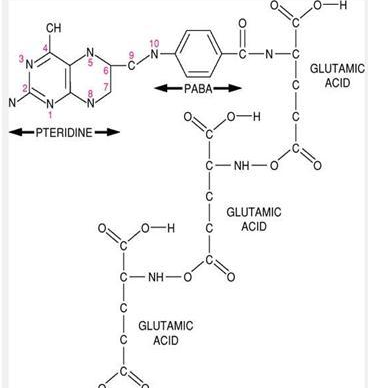 O
O—H
C
CH
O
4
N
5
9
10
N
3
N
6
C
C
N
C
2
7
GLUTAMIC
ACID
N
N
1
N
8
C
PABA
PTERIDINE
O
O—H
C
C
C
NH
O
C
O
C
C
GLUTAMIC
ACID
O
O—H
C
C
C
NH
O
O
C
C
GLUTAMIC
ACID
C
O
O